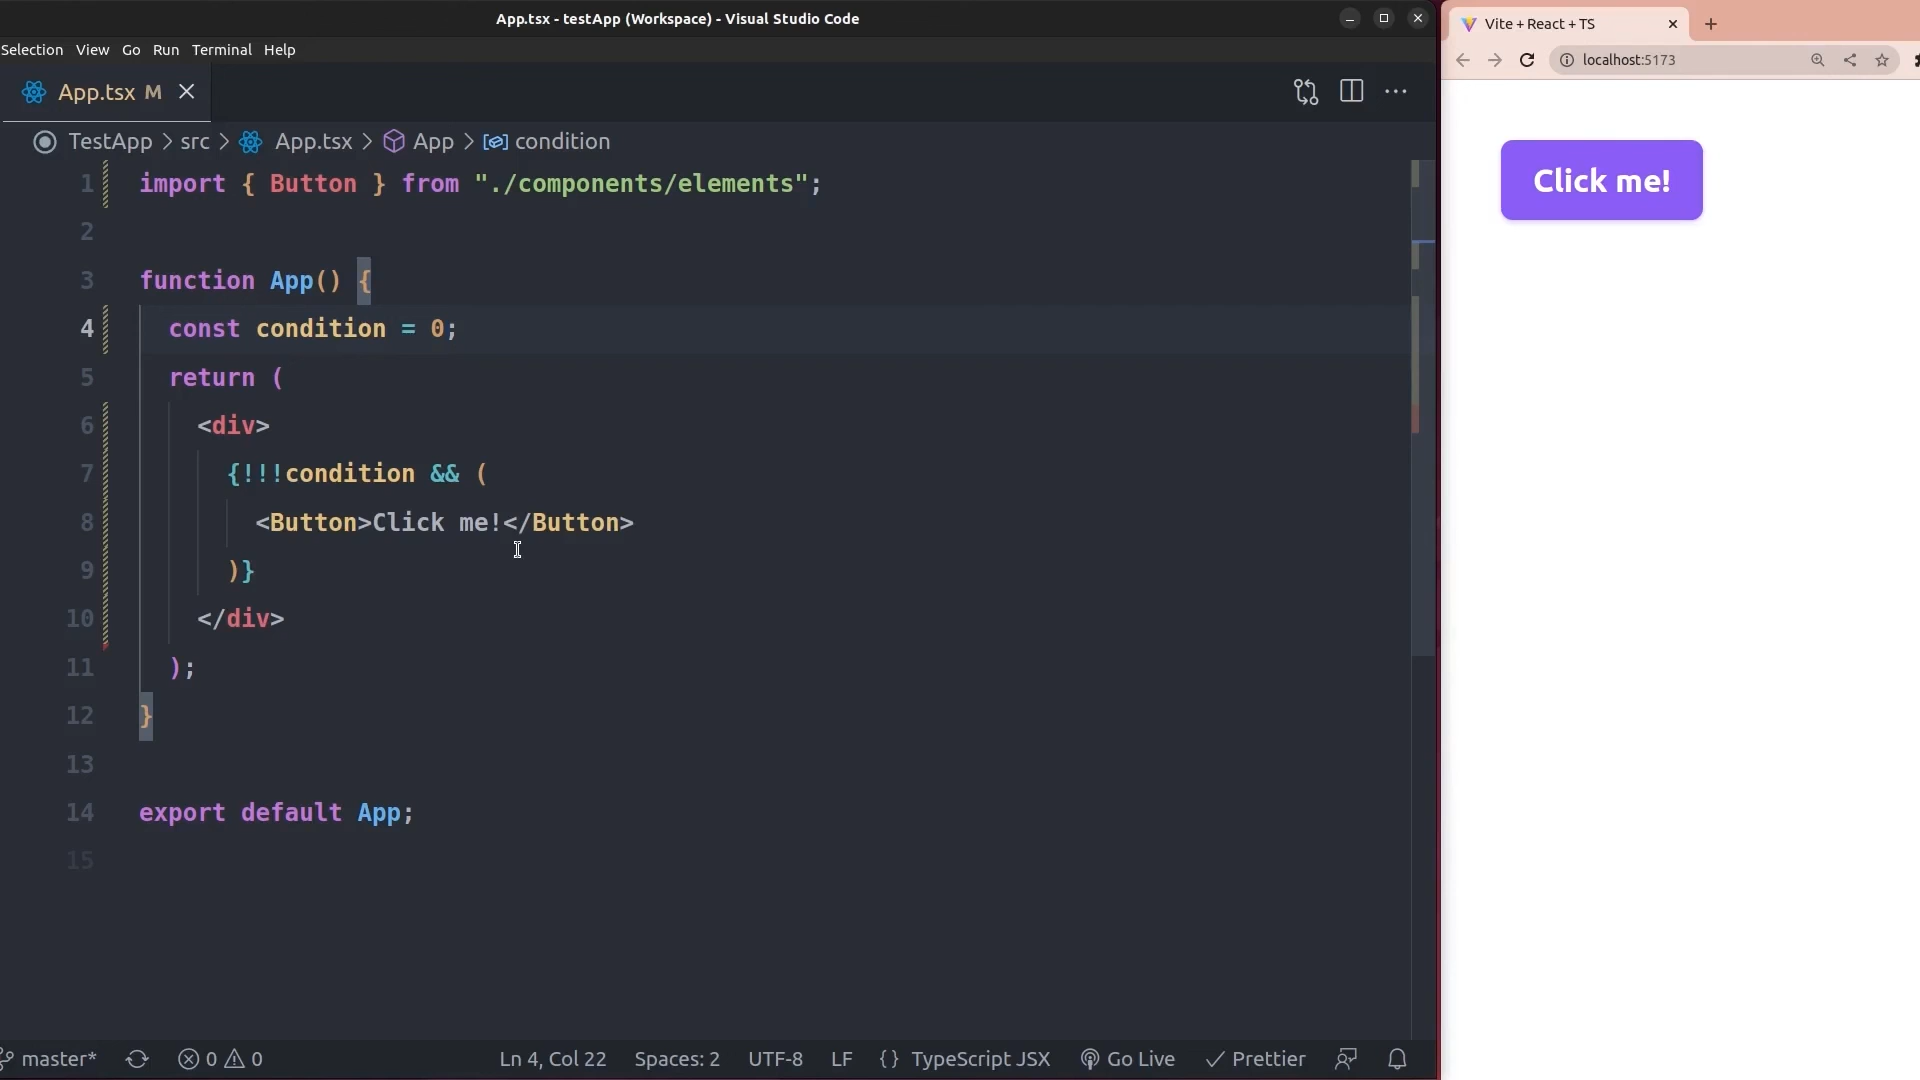 App.tsx - testApp (Workspace) - Visual Studio Code
Selection View Go Run Terminal Help
App.tsx M
TestApp > src > App.tsx > App > condition
1 import { Button } from "./components/elements";
2
3 function App() {
4 const condition = 0;
5 return (
6 <div>
7 {!!!condition && (
8 <Button>Click me!</Button>
9 )}
10 </div>
11 );
12 }
13
14 export default App;
15
master* 0 0 Ln 4, Col 22 Spaces: 2 UTF-8 LF {} TypeScript JSX Go Live Prettier
Vite + React + TS
localhost:5173
Click me!